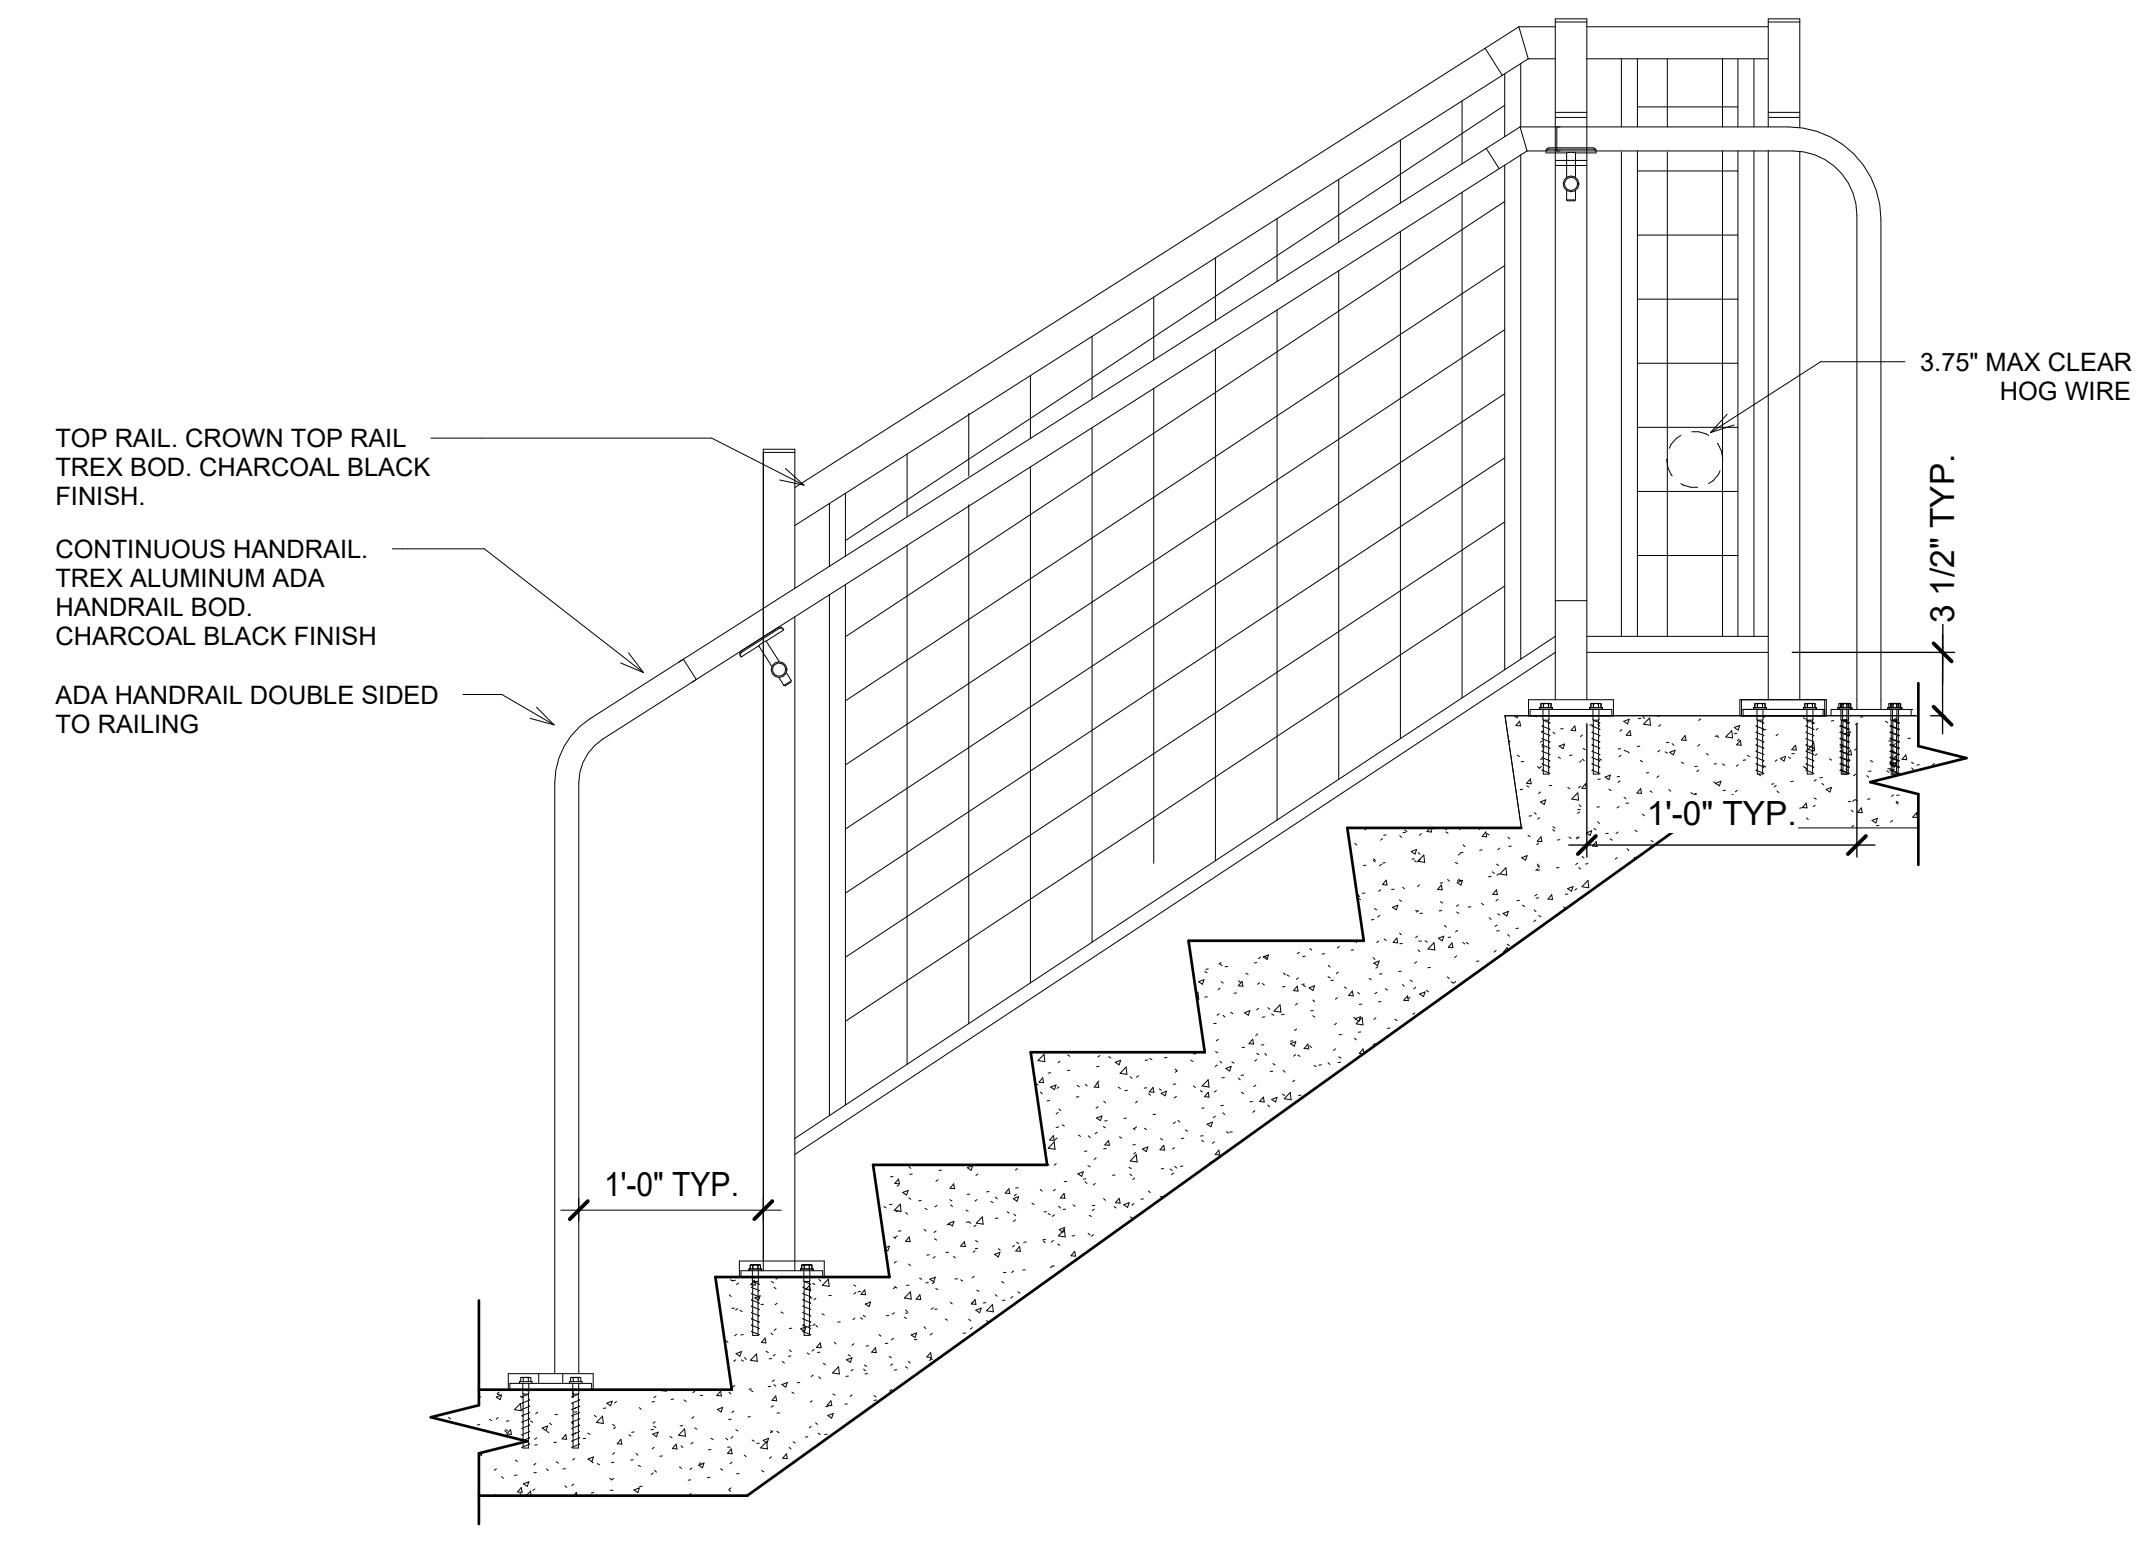 TOP RAIL. CROWN TOP RAIL
TREX BOD. CHARCOAL BLACK
FINISH.
CONTINUOUS HANDRAIL.
TREX ALUMINUM ADA
HANDRAIL BOD.
CHARCOAL BLACK FINISH
ADA HANDRAIL DOUBLE SIDED
TO RAILING
3.75" MAX CLEAR
HOG WIRE
3 1/2" TYP.
1'-0" TYP.
1'-0" TYP.